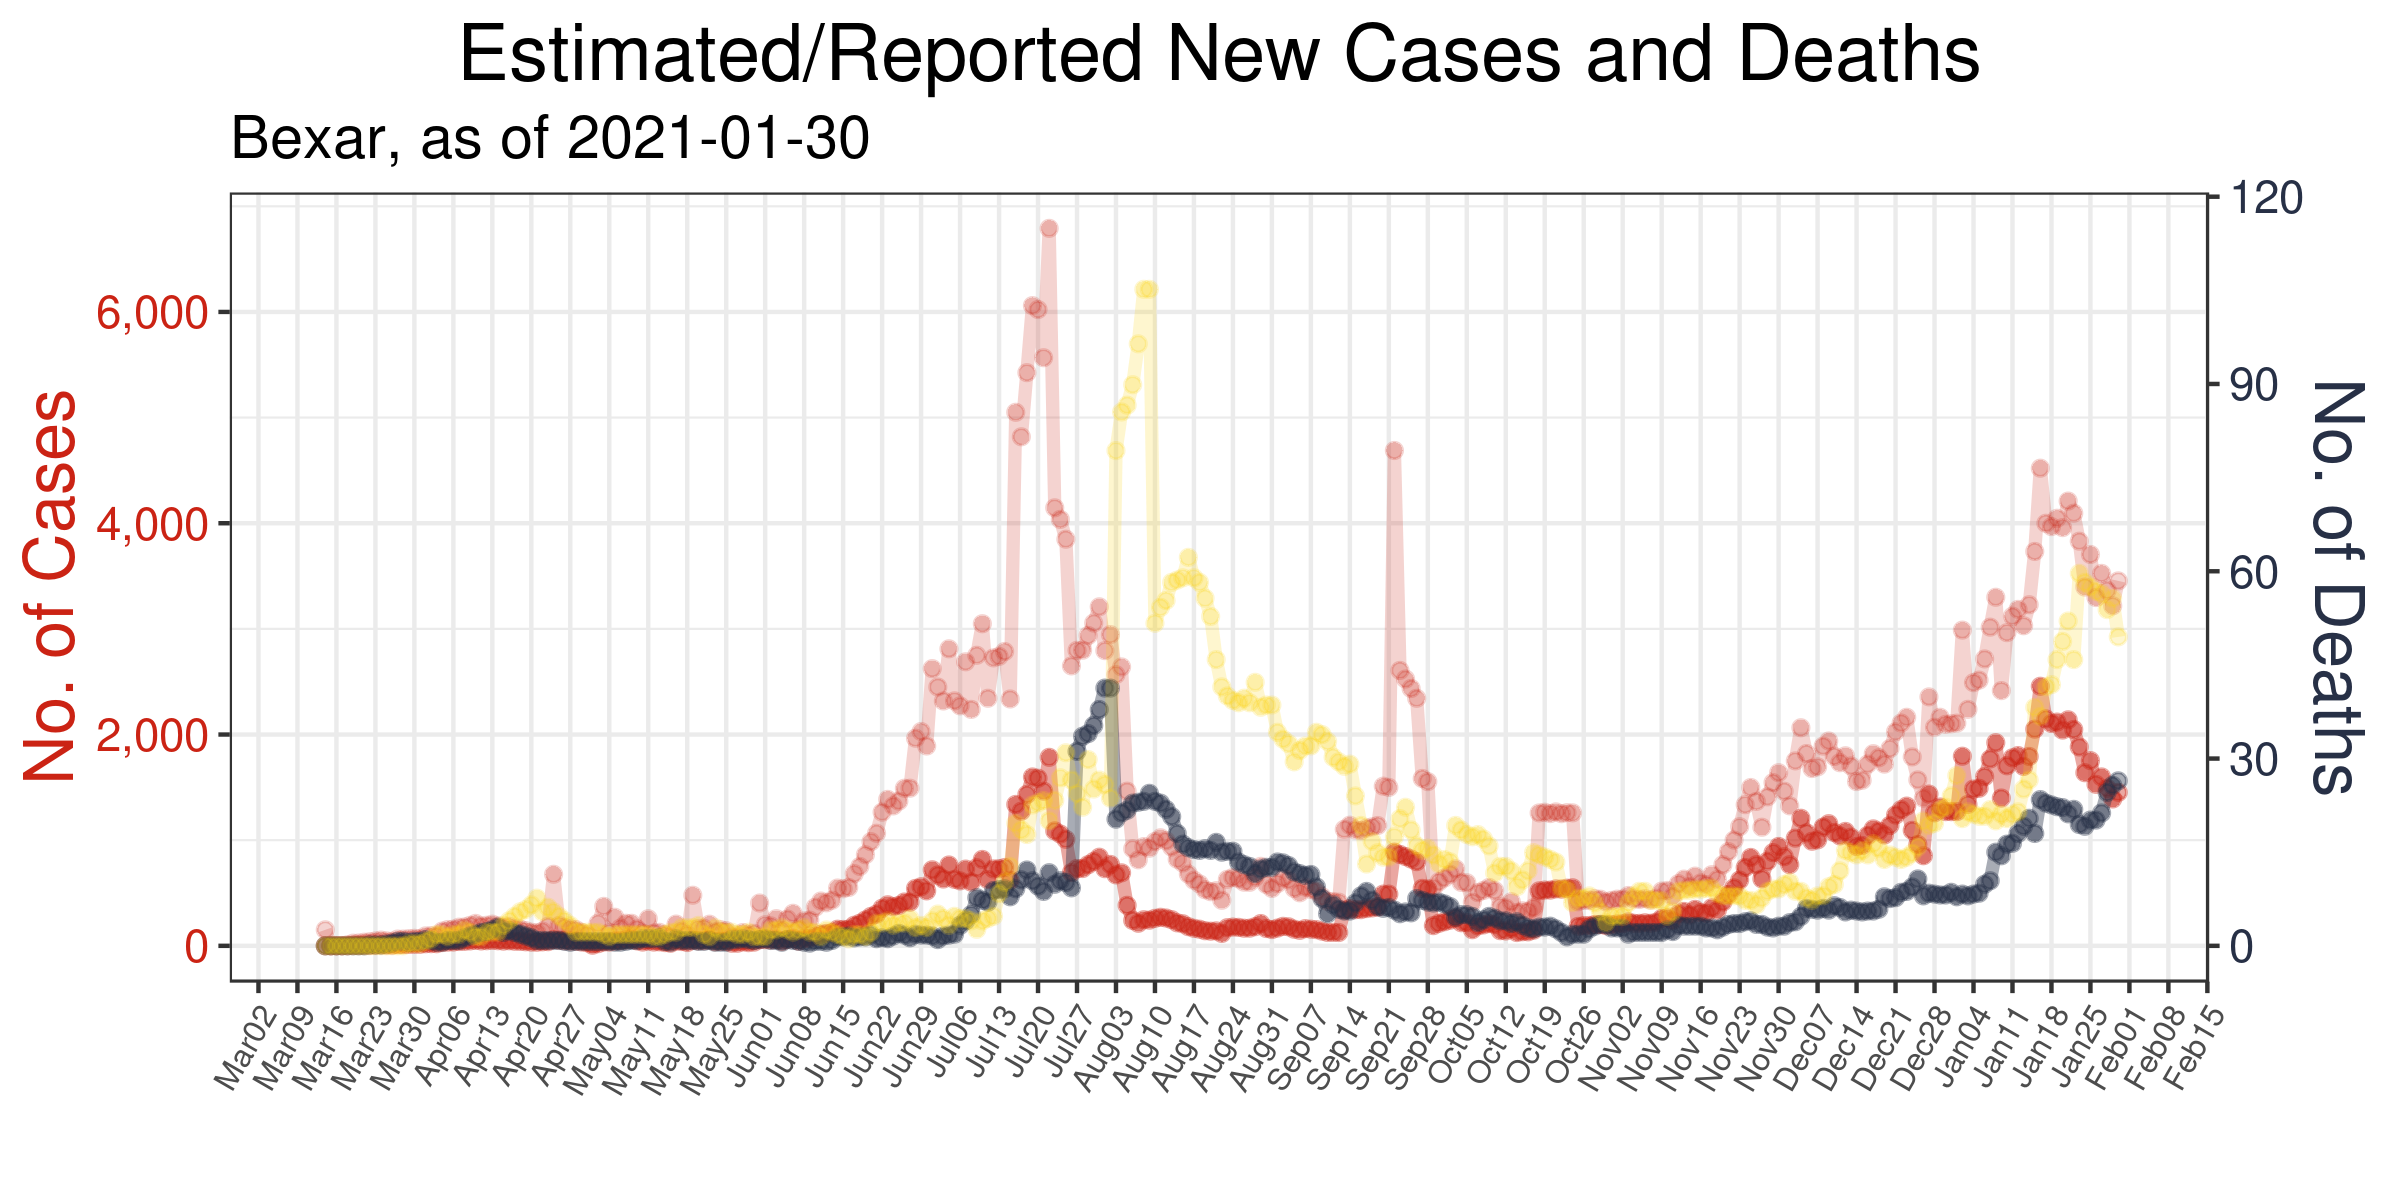 Estimated/Reported New Cases and Deaths
Bexar, as of 2021-01-30
No. of Cases
6,000
4,000
2,000
0
120
90
60
30
0
No. of Deaths
Mar02
Mar09
Mar16
Mar23
Mar30
Apr06
Apr13
Apr20
Apr27
May04
May11
May18
May25
Jun01
Jun08
Jun15
Jun22
Jun29
Jul06
Jul13
Jul20
Jul27
Aug03
Aug10
Aug17
Aug24
Aug31
Sep07
Sep14
Sep21
Sep28
Oct05
Oct12
Oct19
Oct26
Nov02
Nov09
Nov16
Nov23
Nov30
Dec07
Dec14
Dec21
Dec28
Jan04
Jan11
Jan18
Jan25
Feb01
Feb08
Feb15